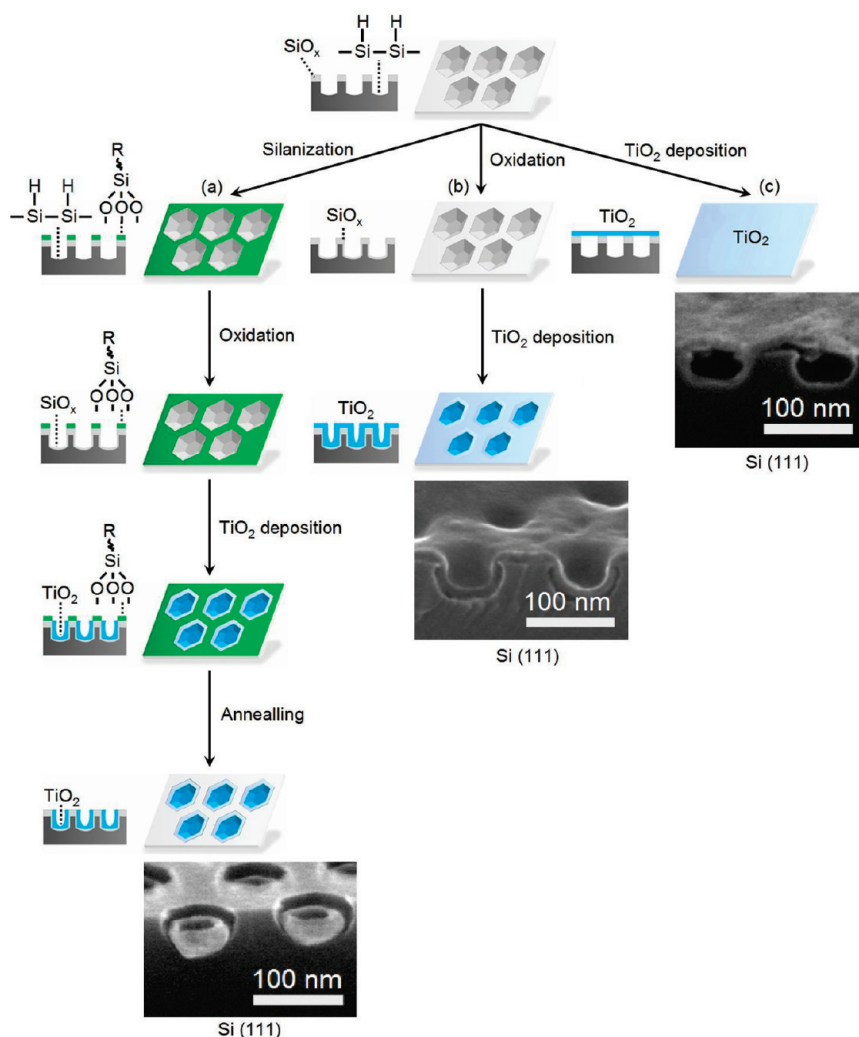 H H
SiOₓ
—Si—Si—
Silanization
Oxidation
TiO₂ deposition
R
Si
H H
O O O
—Si—Si—
(a)
(b)
(c)
SiOₓ
TiO₂
TiO₂
Oxidation
TiO₂ deposition
100 nm
Si (111)
R
Si
SiOₓ
O O O
TiO₂
TiO₂ deposition
100 nm
Si (111)
R
Si
TiO₂
O O O
Annealling
TiO₂
100 nm
Si (111)